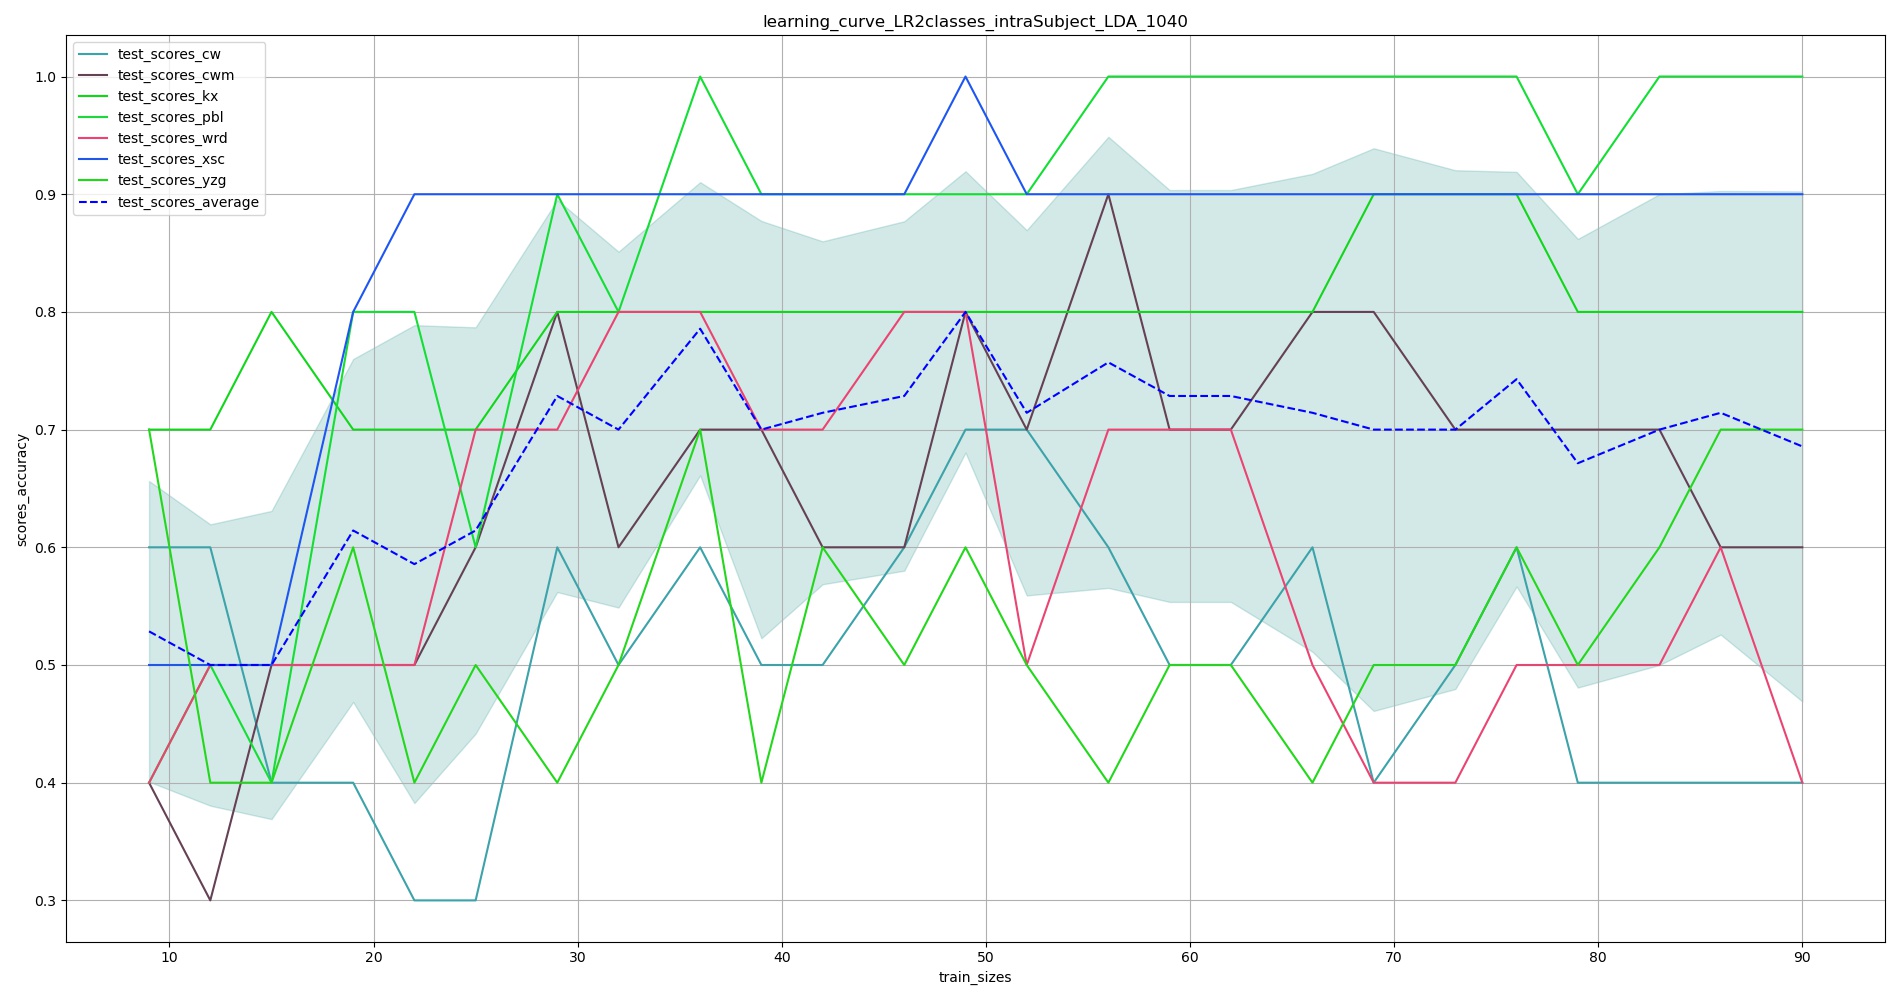 learning_curve_LR2classes_intraSubject_LDA_1040
test_scores_cw
test_scores_cwm
test_scores_kx
test_scores_pbl
test_scores_wrd
test_scores_xsc
test_scores_yzg
test_scores_average
scores_accuracy
1.0
0.9
0.8
0.7
0.6
0.5
0.4
0.3
10 20 30 40 50 60 70 80 90
train_sizes